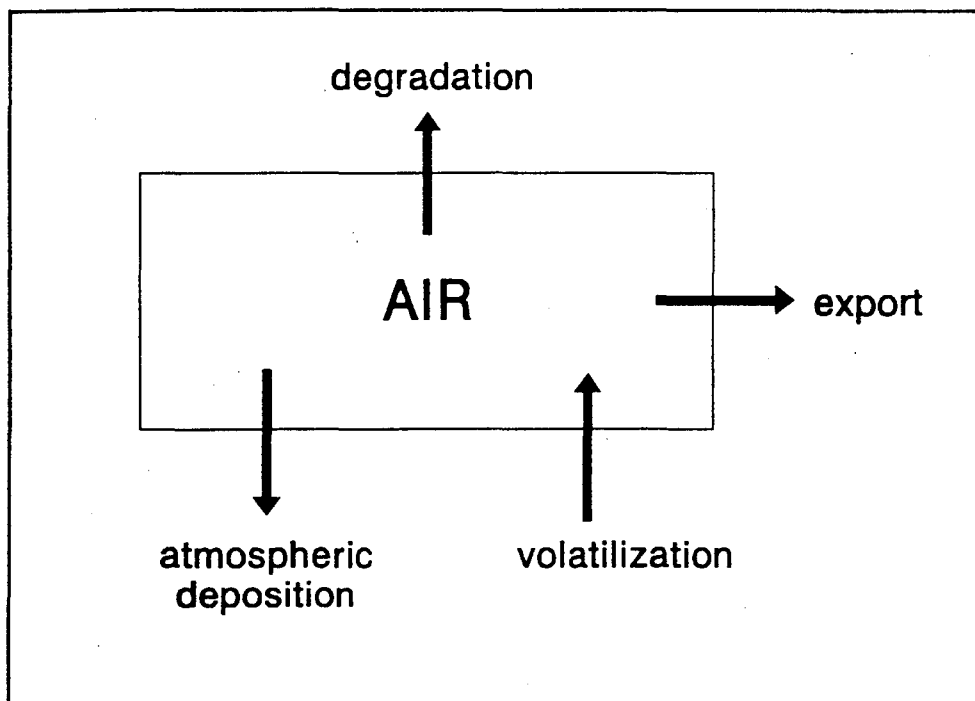 degradation
AIR
export
atmospheric
deposition
volatilization